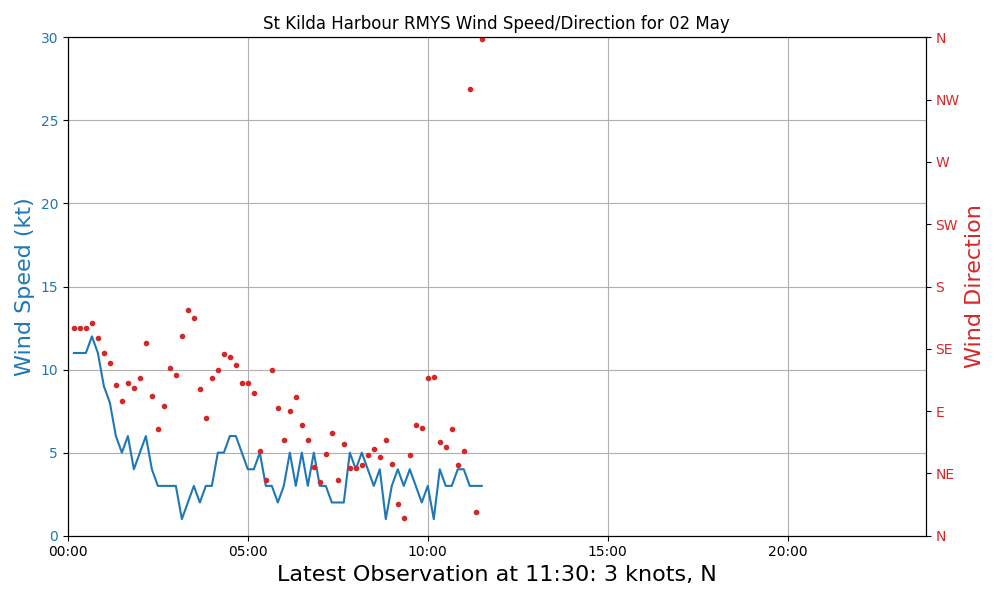 St Kilda Harbour RMYS Wind Speed/Direction for 02 May
30
25
20
15
10
5
0
Wind Speed (kt)
N
NW
W
SW
S
SE
E
NE
N
Wind Direction
00:00 05:00 10:00 15:00 20:00
Latest Observation at 11:30: 3 knots, N